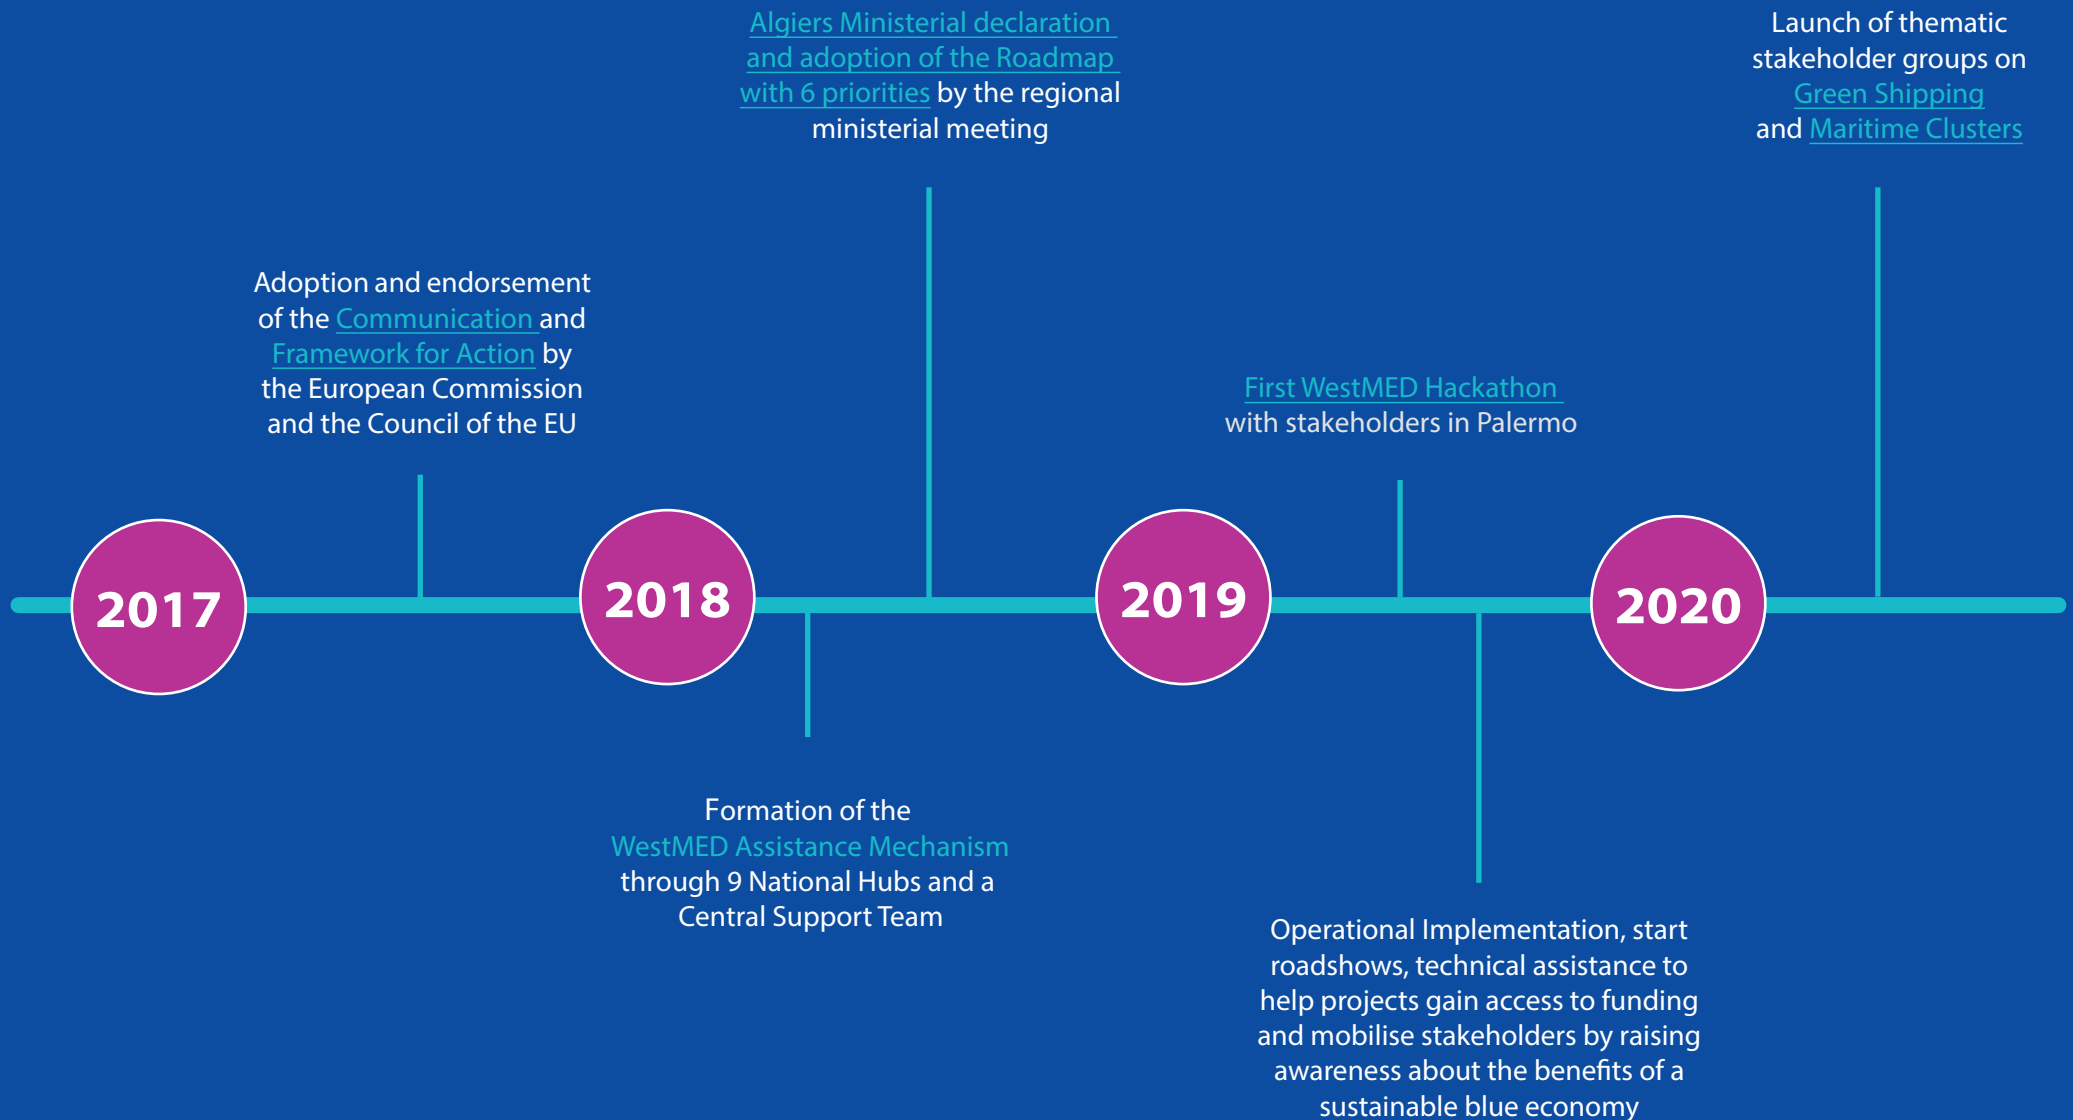 Algiers Ministerial declaration
and adoption of the Roadmap
with 6 priorities by the regional
ministerial meeting
Launch of thematic
stakeholder groups on
Green Shipping
and Maritime Clusters
Adoption and endorsement
of the Communication and
Framework for Action by
the European Commission
and the Council of the EU
First WestMED Hackathon
with stakeholders in Palermo
2017
2018
2019
2020
Formation of the
WestMED Assistance Mechanism
through 9 National Hubs and a
Central Support Team
Operational Implementation, start
roadshows, technical assistance to
help projects gain access to funding
and mobilise stakeholders by raising
awareness about the benefits of a
sustainable blue economy